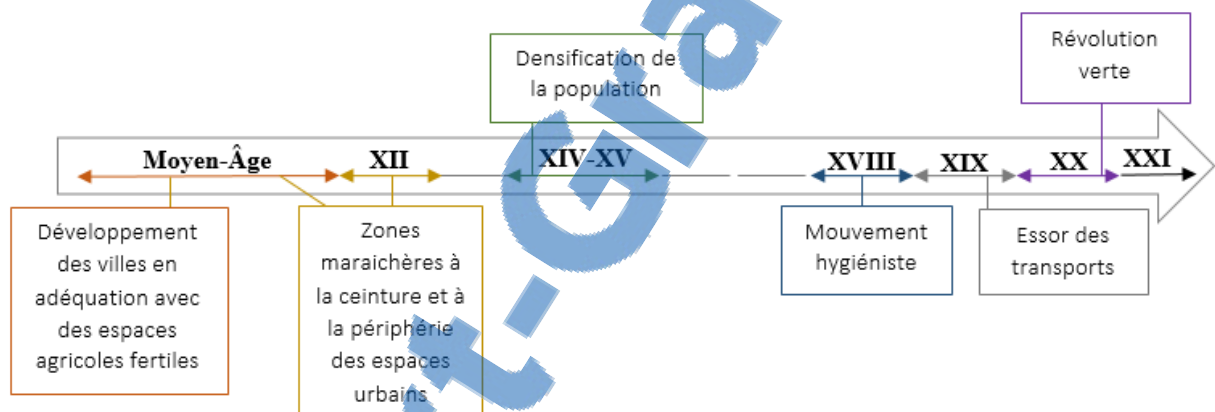 Densification de
la population
Révolution
verte
Moyen-Âge
XII
XIV-XV
XVIII
XIX
XX
XXI
Développement
des villes en
adéquation avec
des espaces
agricoles fertiles
Zones
maraichères à
la ceinture et à
la périphérie
des espaces
urbains
Mouvement
hygiéniste
Essor des
transports
t-Gra